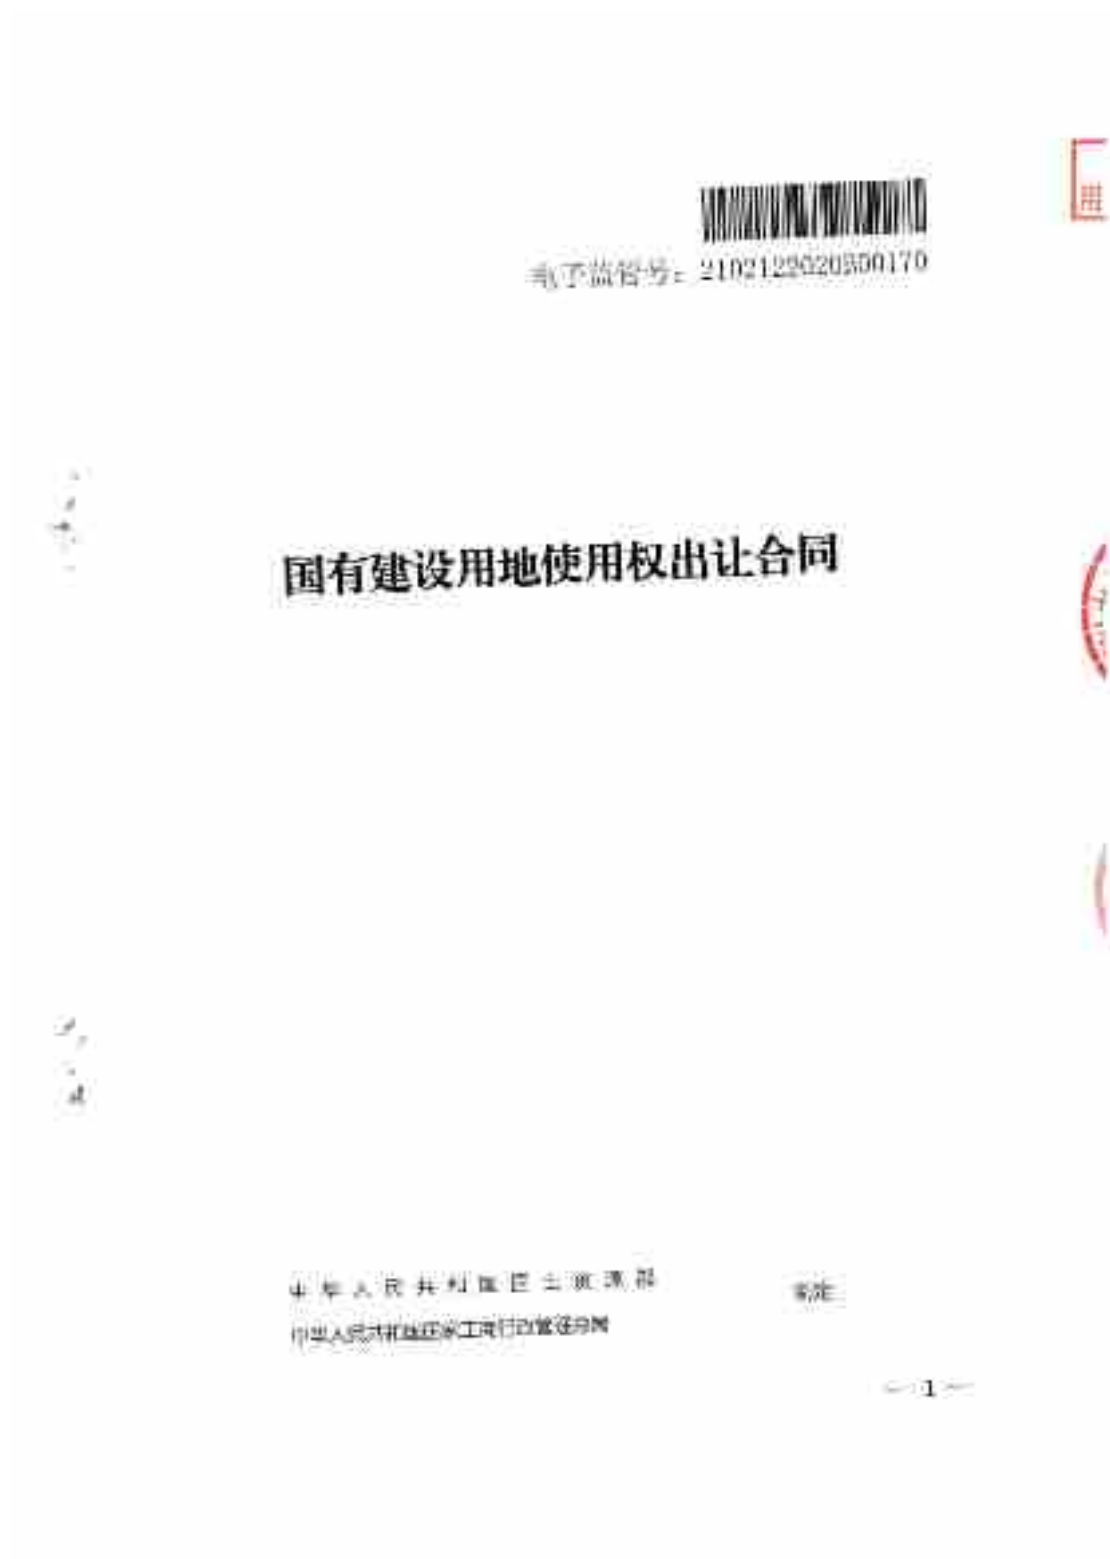 电子监管号：2102122020B00170
国有建设用地使用权出让合同
中华人民共和国国土资源部 制定
中华人民共和国国家工商行政管理总局
— 1 —